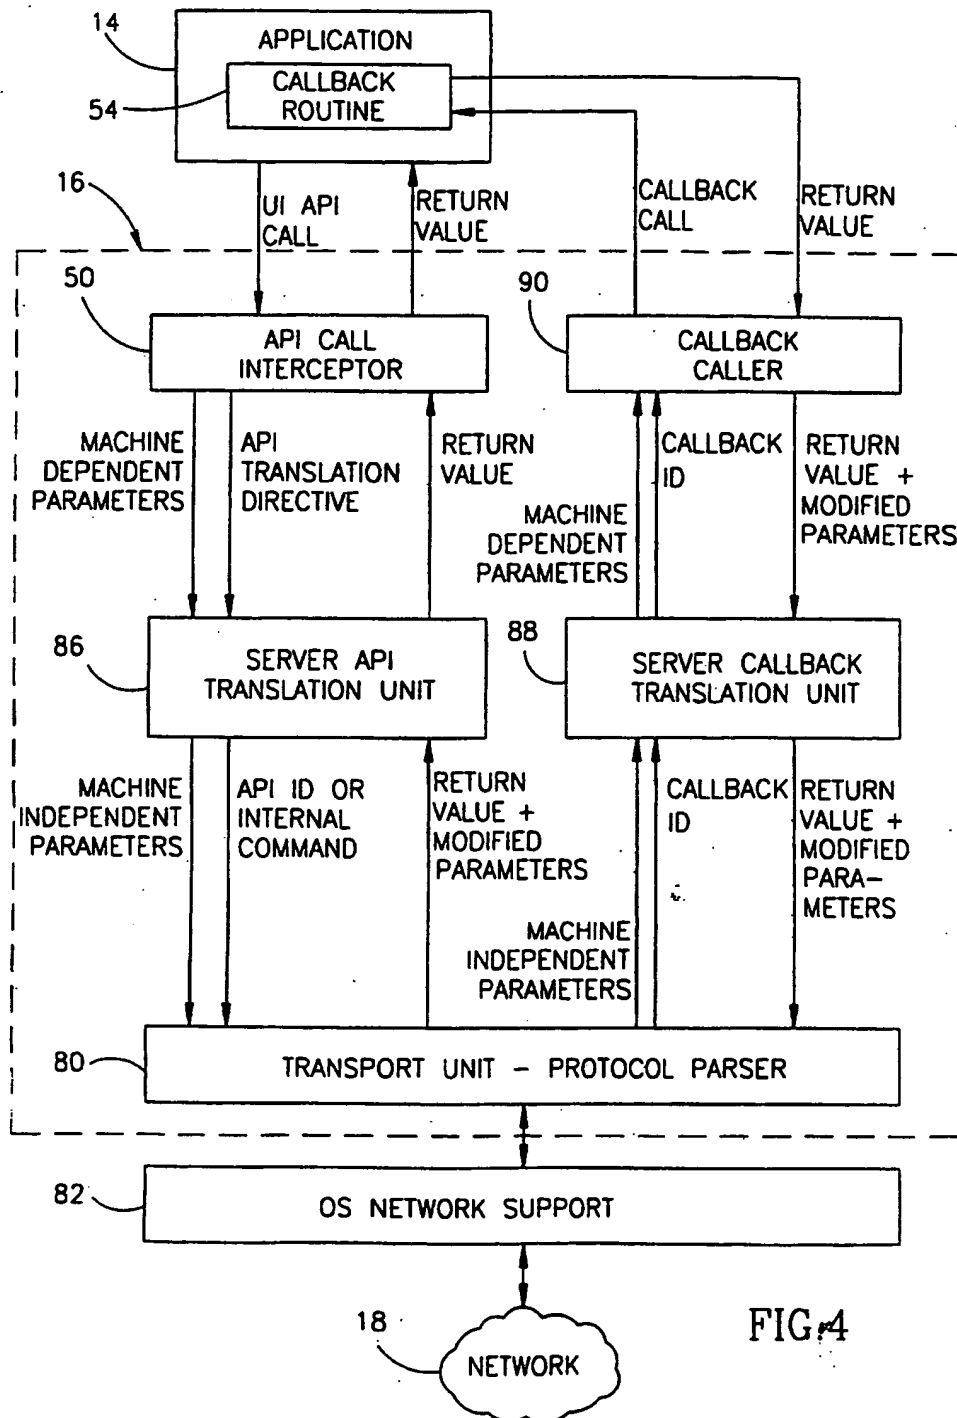 14
APPLICATION
54
CALLBACK
ROUTINE
16
UI API
CALL
RETURN
VALUE
CALLBACK
CALL
RETURN
VALUE
50
API CALL
INTERCEPTOR
90
CALLBACK
CALLER
MACHINE
DEPENDENT
PARAMETERS
API
TRANSLATION
DIRECTIVE
RETURN
VALUE
CALLBACK
ID
MACHINE
DEPENDENT
PARAMETERS
RETURN
VALUE +
MODIFIED
PARAMETERS
86
SERVER API
TRANSLATION UNIT
88
SERVER CALLBACK
TRANSLATION UNIT
MACHINE
INDEPENDENT
PARAMETERS
API ID OR
INTERNAL
COMMAND
RETURN
VALUE +
MODIFIED
PARAMETERS
CALLBACK
ID
MACHINE
INDEPENDENT
PARAMETERS
RETURN
VALUE +
MODIFIED
PARA-
METERS
80
TRANSPORT UNIT - PROTOCOL PARSER
82
OS NETWORK SUPPORT
18
NETWORK
FIG.4